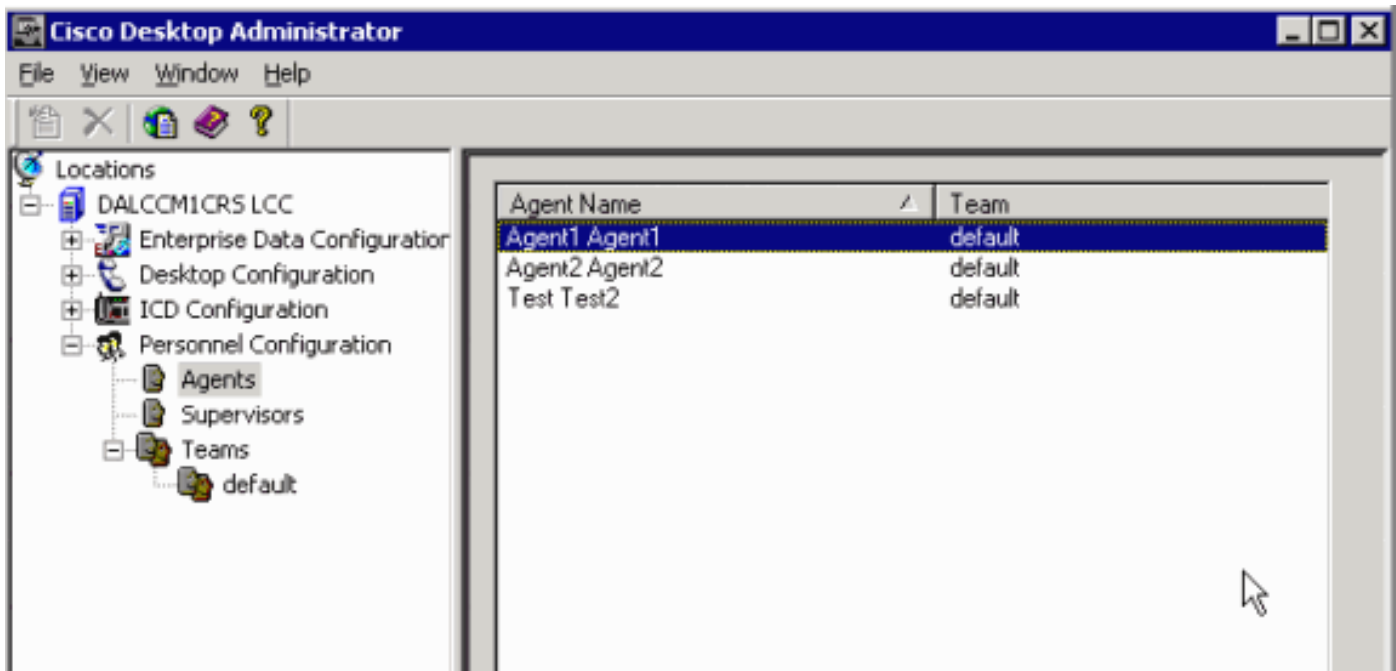 Cisco Desktop Administrator
File View Window Help
Locations
DALCCM1CRS LCC
Enterprise Data Configuration
Desktop Configuration
ICD Configuration
Personnel Configuration
Agents
Supervisors
Teams
default
Agent Name Team
Agent1 Agent1 default
Agent2 Agent2 default
Test Test2 default